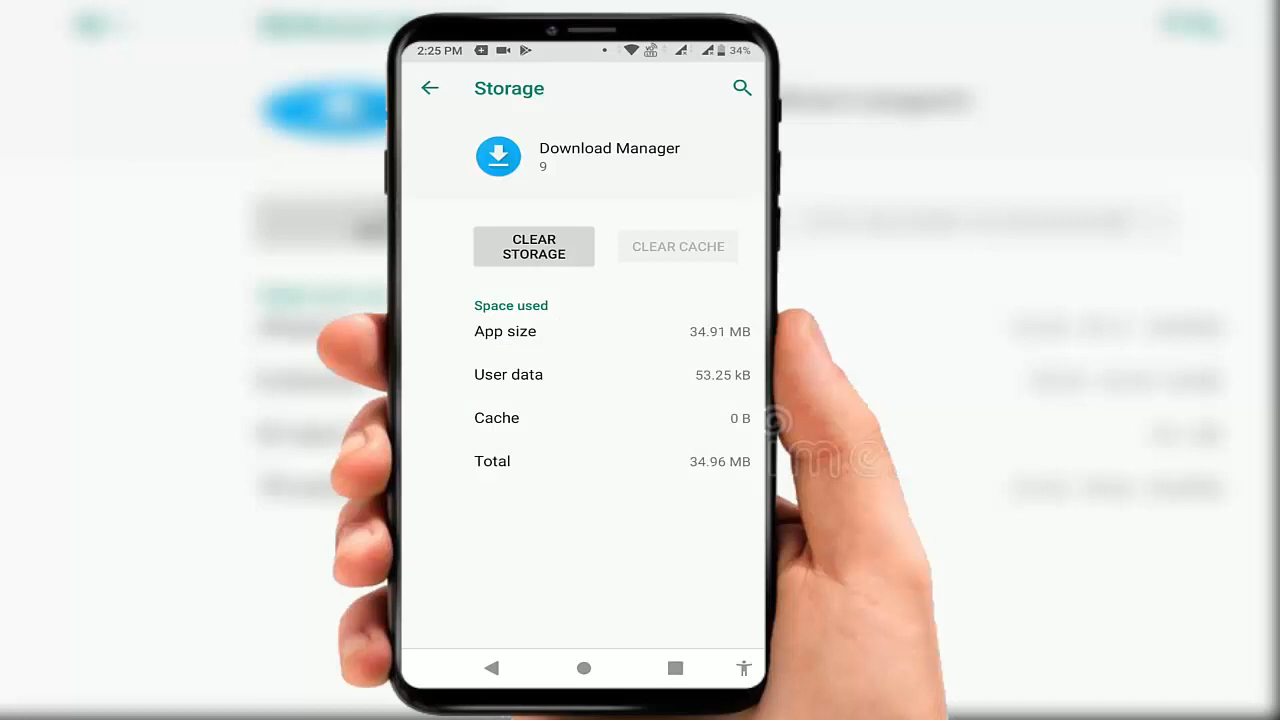 2:25 PM
34%
Storage
Download Manager
9
CLEAR
STORAGE
CLEAR CACHE
Space used
App size 34.91 MB
User data 53.25 kB
Cache 0 B
Total 34.96 MB